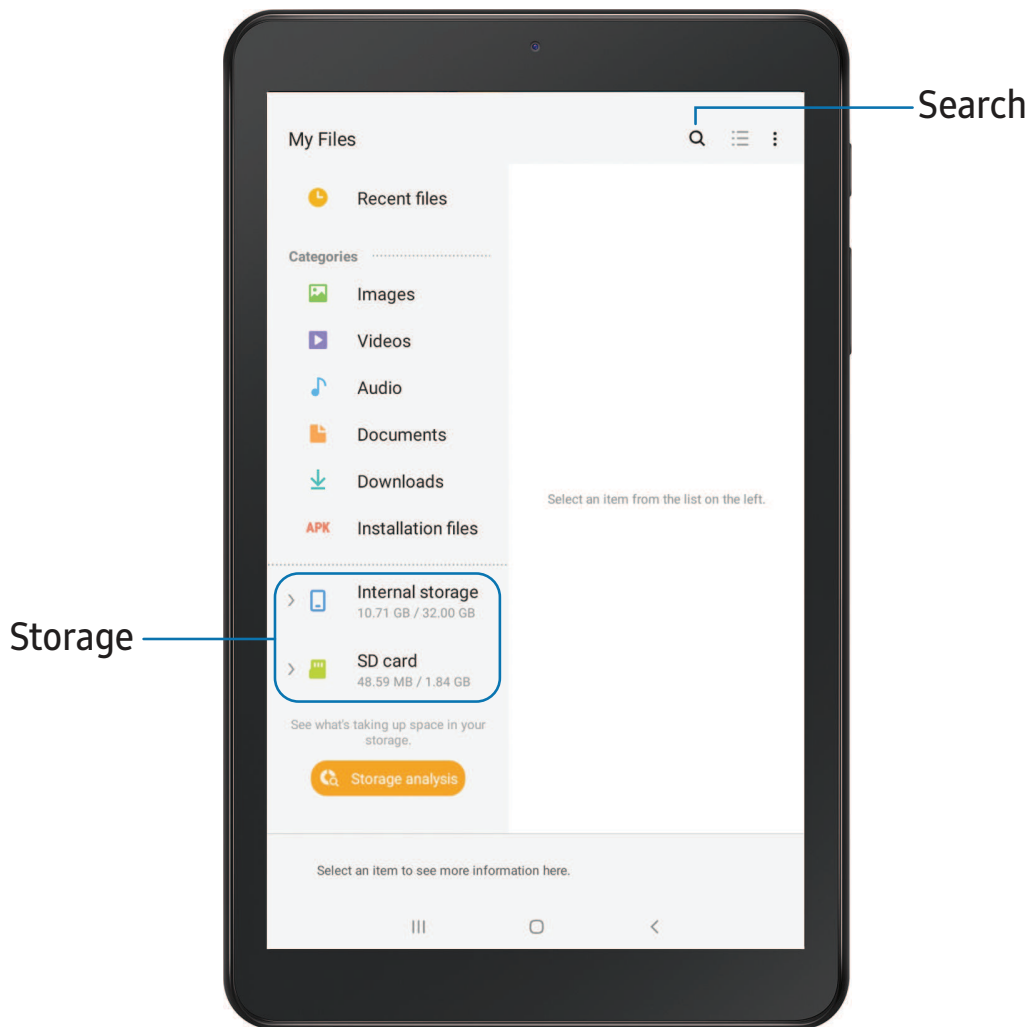 Search
My Files
Recent files
Categories
Images
Videos
Audio
Documents
Downloads
Select an item from the list on the left.
APK Installation files
Internal storage
10.71 GB / 32.00 GB
Storage
SD card
48.59 MB / 1.84 GB
See what's taking up space in your
storage.
Storage analysis
Select an item to see more information here.